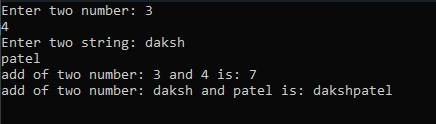 Enter two number: 3
4
Enter two string: daksh
patel
add of two number: 3 and 4 is: 7
add of two number: daksh and patel is: dakshpatel